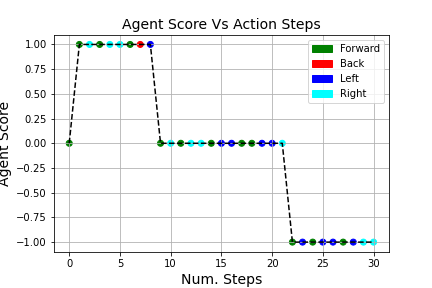 Agent Score Vs Action Steps
Agent Score
1.00
0.75
0.50
0.25
0.00
−0.25
−0.50
−0.75
−1.00
Forward
Back
Left
Right
0 5 10 15 20 25 30
Num. Steps